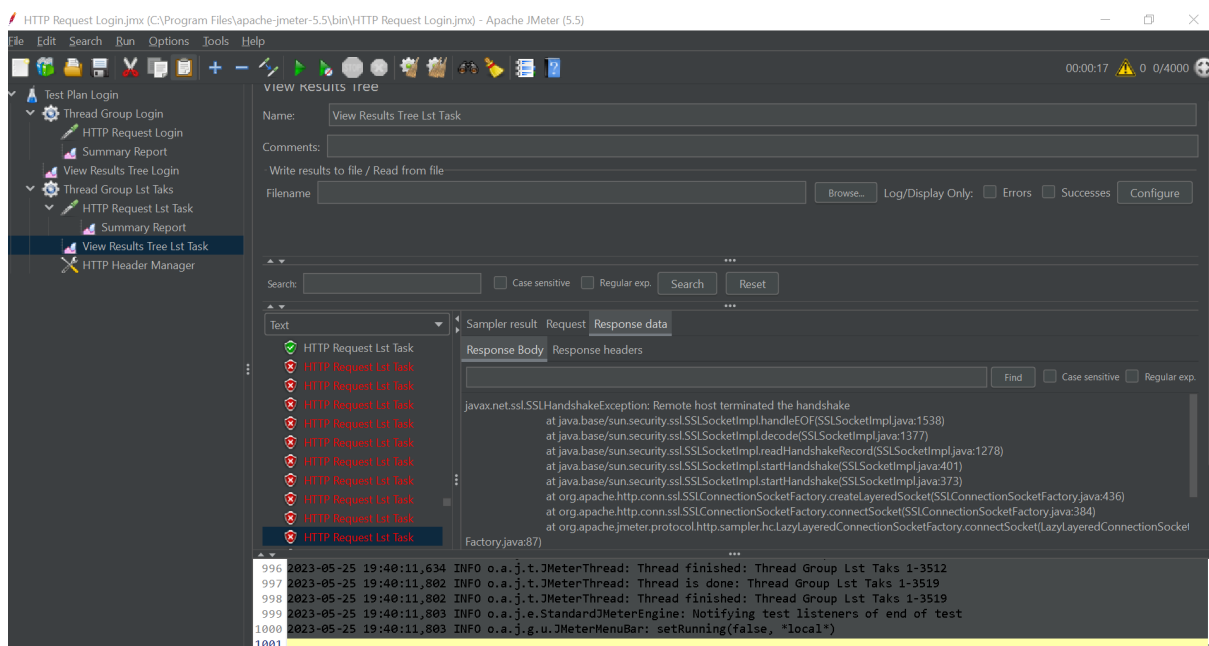 HTTP Request Login.jmx (C:\Program Files\apache-jmeter-5.5\bin\HTTP Request Login.jmx) - Apache JMeter (5.5)
File Edit Search Run Options Tools Help
00:00:17 0 0/4000
Test Plan Login
Thread Group Login
HTTP Request Login
Summary Report
View Results Tree Login
Thread Group Lst Taks
HTTP Request Lst Task
Summary Report
View Results Tree Lst Task
HTTP Header Manager
View Results Tree
Name: View Results Tree Lst Task
Comments:
Write results to file / Read from file
Filename Browse... Log/Display Only: Errors Successes Configure
Search: Case sensitive Regular exp. Search Reset
Text
HTTP Request Lst Task
HTTP Request Lst Task
HTTP Request Lst Task
HTTP Request Lst Task
HTTP Request Lst Task
HTTP Request Lst Task
HTTP Request Lst Task
HTTP Request Lst Task
HTTP Request Lst Task
HTTP Request Lst Task
HTTP Request Lst Task
Sampler result Request Response data
Response Body Response headers
Find Case sensitive Regular exp.
javax.net.ssl.SSLHandshakeException: Remote host terminated the handshake
at java.base/sun.security.ssl.SSLSocketImpl.handleEOF(SSLSocketImpl.java:1538)
at java.base/sun.security.ssl.SSLSocketImpl.decode(SSLSocketImpl.java:1377)
at java.base/sun.security.ssl.SSLSocketImpl.readHandshakeRecord(SSLSocketImpl.java:1278)
at java.base/sun.security.ssl.SSLSocketImpl.startHandshake(SSLSocketImpl.java:401)
at java.base/sun.security.ssl.SSLSocketImpl.startHandshake(SSLSocketImpl.java:373)
at org.apache.http.conn.ssl.SSLConnectionSocketFactory.createLayeredSocket(SSLConnectionSocketFactory.java:436)
at org.apache.http.conn.ssl.SSLConnectionSocketFactory.connectSocket(SSLConnectionSocketFactory.java:384)
at org.apache.jmeter.protocol.http.sampler.hc.LazyLayeredConnectionSocketFactory.connectSocket(LazyLayeredConnectionSocket
Factory.java:87)
996 2023-05-25 19:40:11,634 INFO o.a.j.t.JMeterThread: Thread finished: Thread Group Lst Taks 1-3512
997 2023-05-25 19:40:11,802 INFO o.a.j.t.JMeterThread: Thread is done: Thread Group Lst Taks 1-3519
998 2023-05-25 19:40:11,802 INFO o.a.j.t.JMeterThread: Thread finished: Thread Group Lst Taks 1-3519
999 2023-05-25 19:40:11,803 INFO o.a.j.e.StandardJMeterEngine: Notifying test listeners of end of test
1000 2023-05-25 19:40:11,803 INFO o.a.j.g.u.JMeterMenuBar: setRunning(false, *local*)
1001